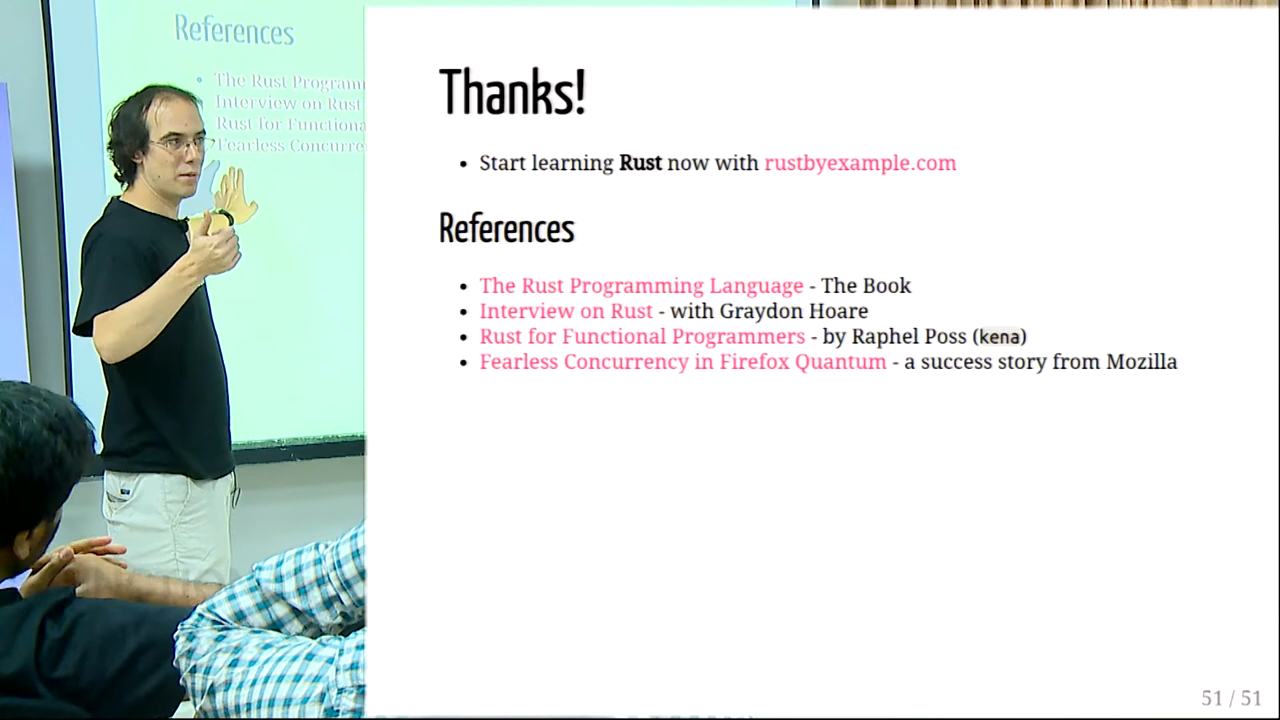 References
The Rust Programm
Interview on Rust
Rust for Functiona
Fearless Concurre
Thanks!
Start learning Rust now with rustbyexample.com
References
The Rust Programming Language - The Book
Interview on Rust - with Graydon Hoare
Rust for Functional Programmers - by Raphel Poss (kena)
Fearless Concurrency in Firefox Quantum - a success story from Mozilla
51 / 51